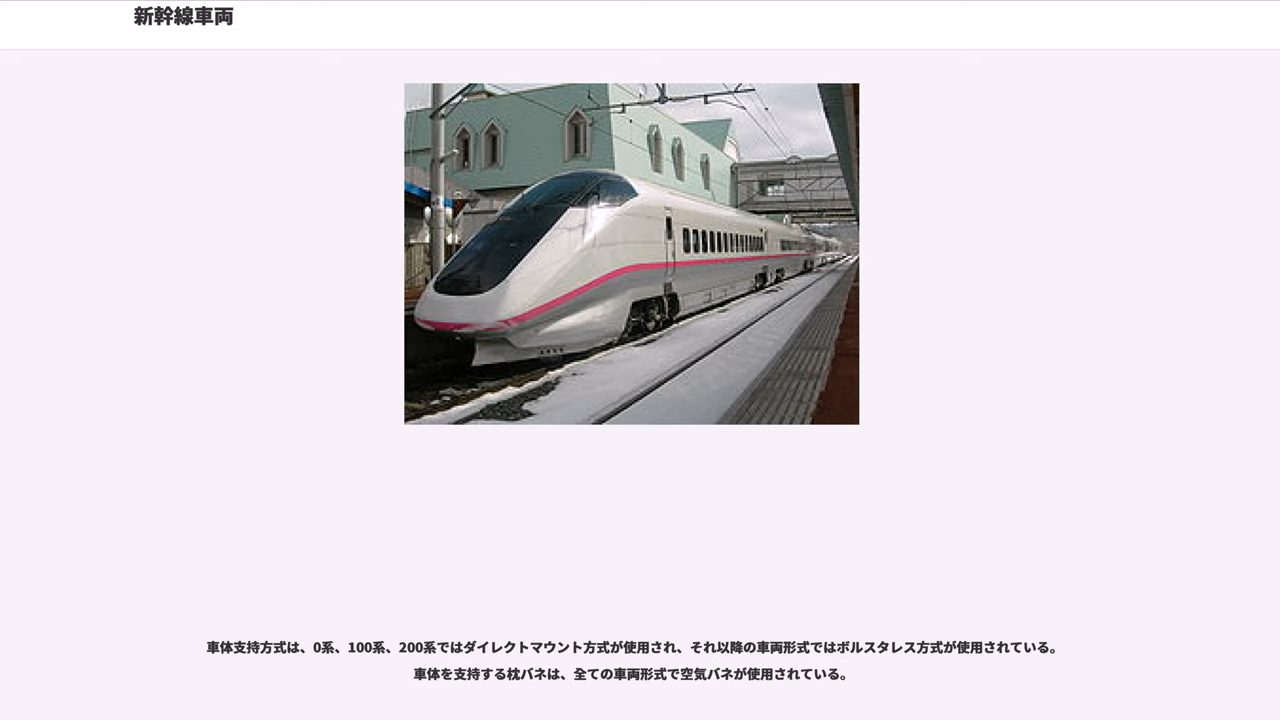 新幹線車両
車体支持方式は、0系、100系、200系ではダイレクトマウント方式が使用され、それ以降の車両形式ではボルスタレス方式が使用されている。
車体を支持する枕バネは、全ての車両形式で空気バネが使用されている。